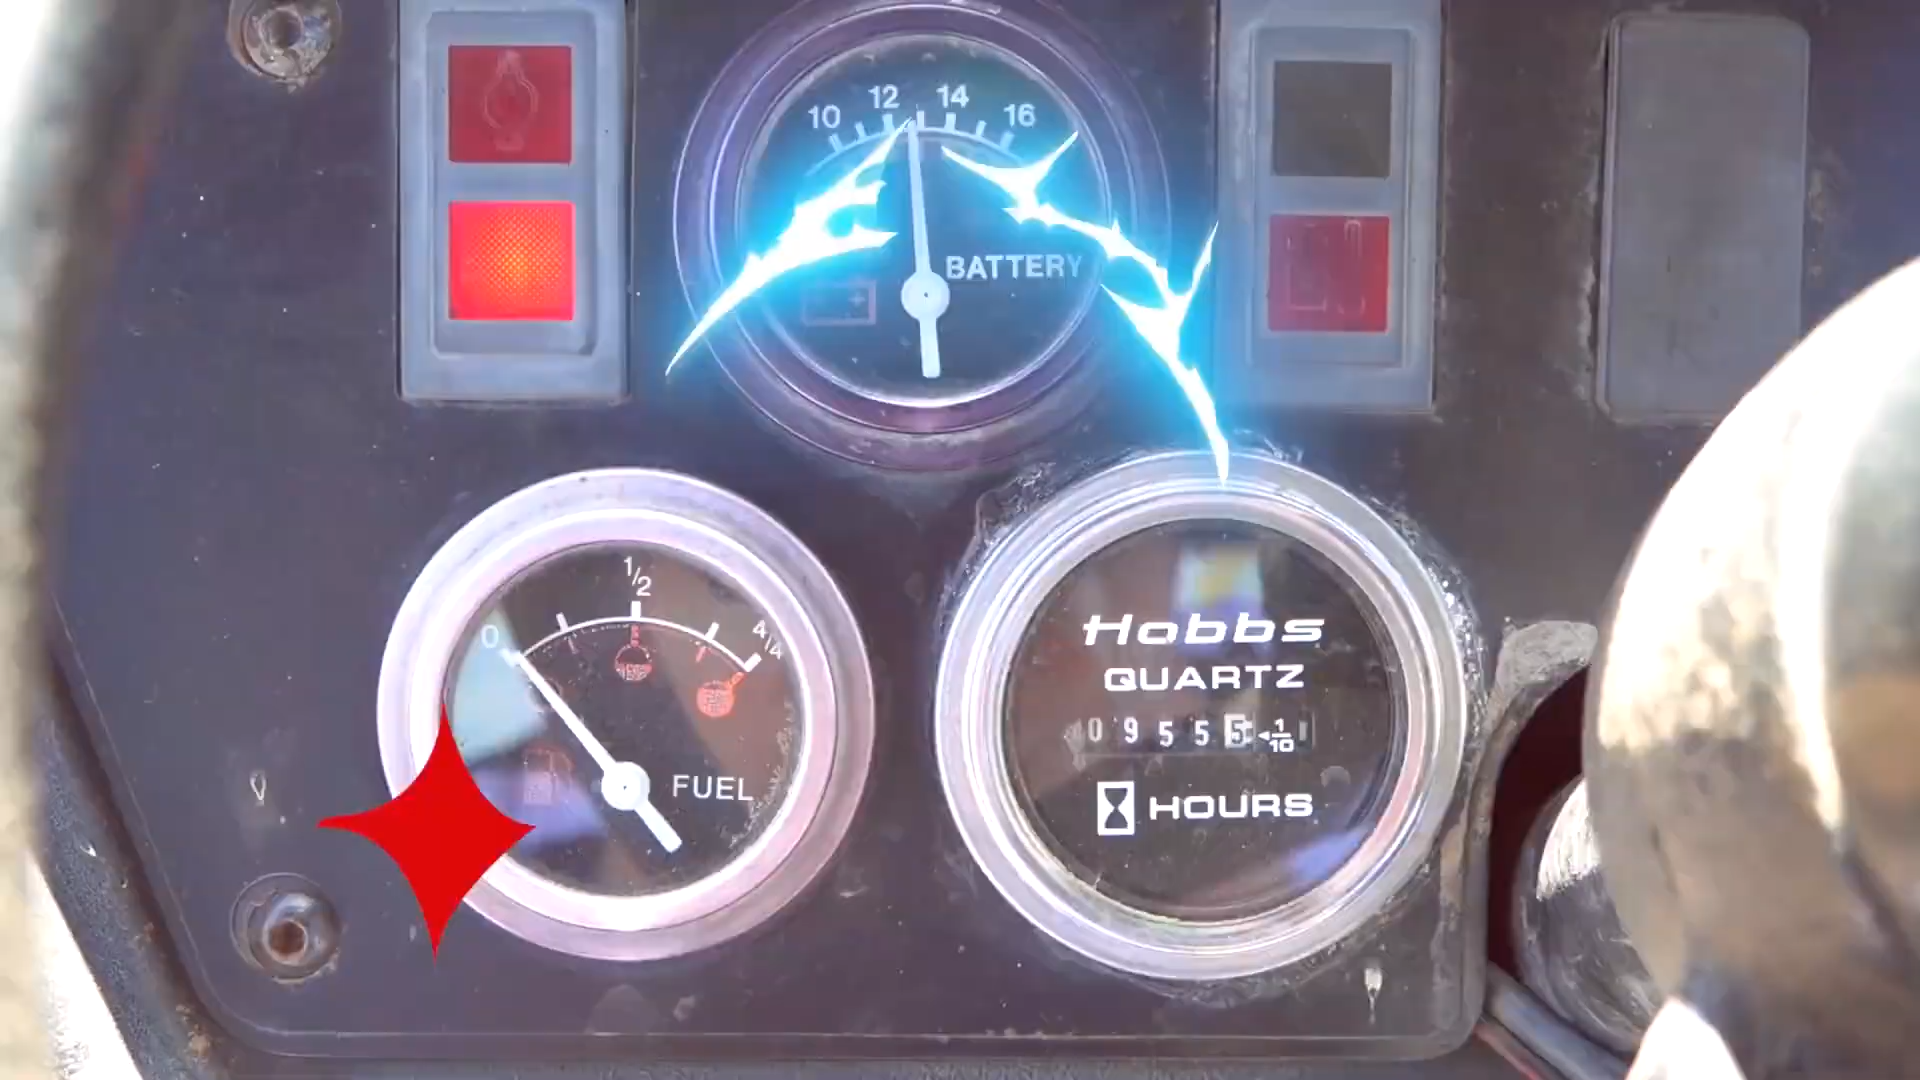 10 12 14 16
BATTERY
0 1/2 4/4
FUEL
Hobbs
QUARTZ
0 9 5 5 5 1/10
HOURS